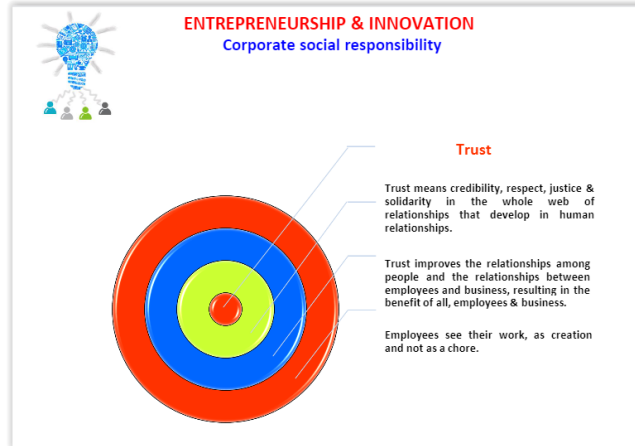 ENTREPRENEURSHIP & INNOVATION
Corporate social responsibility
Trust
Trust means credibility, respect, justice &
solidarity in the whole web of
relationships that develop in human
relationships.
Trust improves the relationships among
people and the relationships between
employees and business, resulting in the
benefit of all, employees & business.
Employees see their work, as creation
and not as a chore.